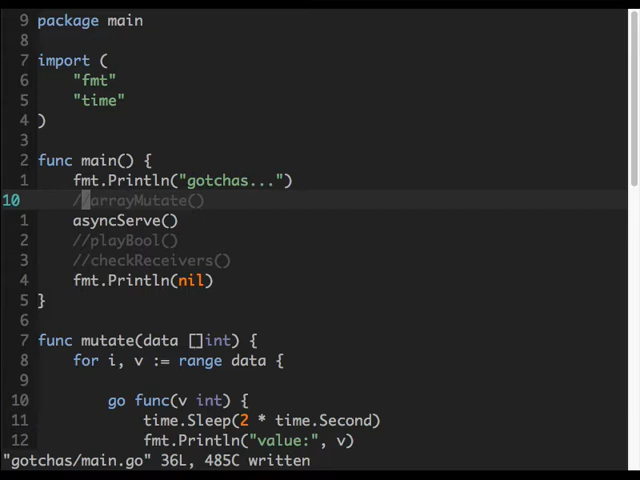 9 package main
8
7 import (
6 "fmt"
5 "time"
4 )
3
2 func main() {
1 fmt.Println("gotchas...")
10 //arrayMutate()
1 asyncServe()
2 //playBool()
3 //checkReceivers()
4 fmt.Println(nil)
5 }
6
7 func mutate(data []int) {
8 for i, v := range data {
9
10 go func(v int) {
11 time.Sleep(2 * time.Second)
12 fmt.Println("value:", v)
"gotchas/main.go" 36L, 485C written